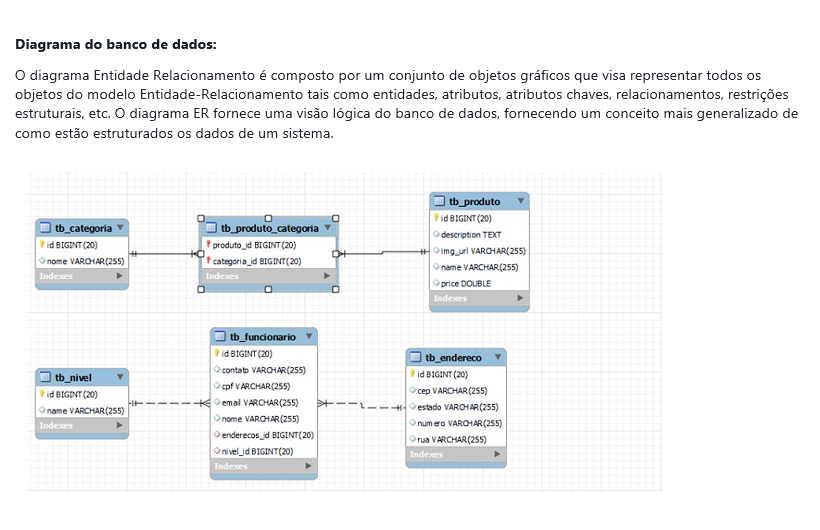 Diagrama do banco de dados:
O diagrama Entidade Relacionamento é composto por um conjunto de objetos gráficos que visa representar todos os
objetos do modelo Entidade-Relacionamento tais como entidades, atributos, atributos chaves, relacionamentos, restrições
estruturais, etc. O diagrama ER fornece uma visão lógica do banco de dados, fornecendo um conceito mais generalizado de
como estão estruturados os dados de um sistema.
tb_categoria
id BIGINT(20)
nome VARCHAR(255)
Indexes
tb_produto_categoria
produto_id BIGINT(20)
categoria_id BIGINT(20)
Indexes
tb_produto
id BIGINT(20)
description TEXT
img_url VARCHAR(255)
name VARCHAR(255)
price DOUBLE
Indexes
tb_nivel
id BIGINT(20)
name VARCHAR(255)
Indexes
tb_funcionario
id BIGINT(20)
contato VARCHAR(255)
cpf VARCHAR(255)
email VARCHAR(255)
nome VARCHAR(255)
enderecos_id BIGINT(20)
nivel_id BIGINT(20)
Indexes
tb_endereco
id BIGINT(20)
cep VARCHAR(255)
estado VARCHAR(255)
numero VARCHAR(255)
rua VARCHAR(255)
Indexes